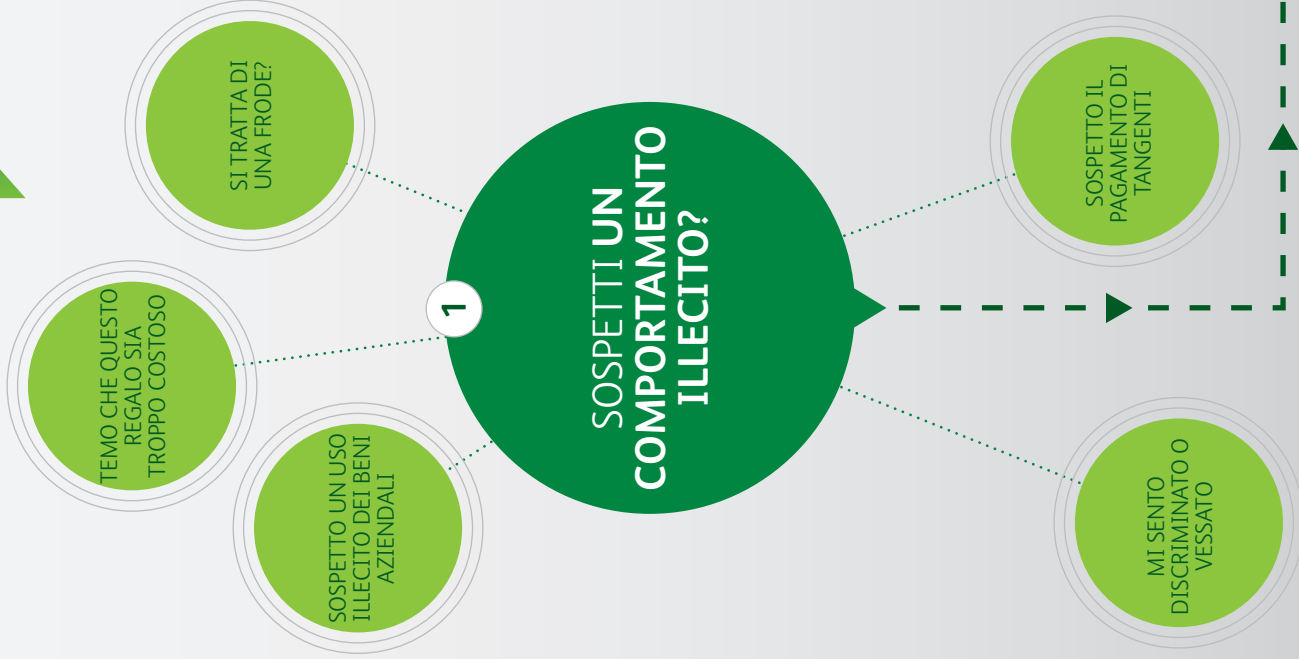 TEMO CHE QUESTO
REGALO SIA
TROPPO COSTOSO
SI TRATTA DI
UNA FRODE?
SOSPETTO UN USO
ILLECITO DEI BENI
AZIENDALI
1
SOSPETTI UN
COMPORTAMENTO
ILLECITO?
MI SENTO
DISCRIMINATO O
VESSATO
SOSPETTO IL
PAGAMENTO DI
TANGENTI